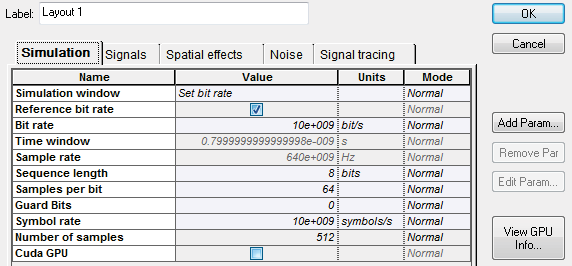 Label: Layout 1 OK
Cancel
Simulation Signals Spatial effects Noise Signal tracing
Name Value Units Mode
Simulation window Set bit rate Normal
Reference bit rate Normal
Bit rate 10e+009 bit/s Normal
Time window 0.7999999999999998e-009 s Normal
Sample rate 640e+009 Hz Normal
Sequence length 8 bits Normal
Samples per bit 64 Normal
Guard Bits 0 Normal
Symbol rate 10e+009 symbols/s Normal
Number of samples 512 Normal
Cuda GPU Normal
Add Param...
Remove Par
Edit Param...
View GPU
Info...